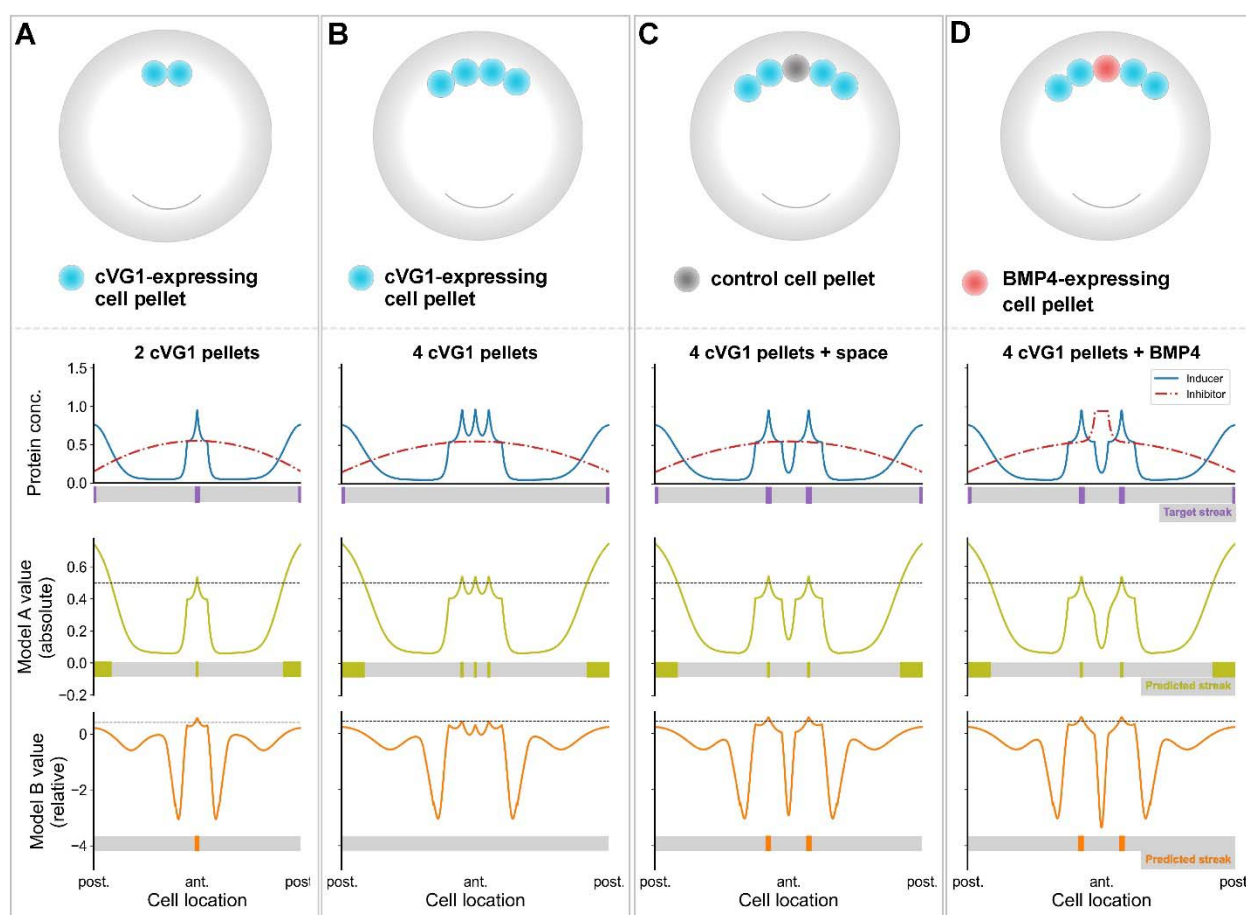 A
B
C
D
cVG1-expressing
cell pellet
cVG1-expressing
cell pellet
control cell pellet
BMP4-expressing
cell pellet
2 cVG1 pellets
4 cVG1 pellets
4 cVG1 pellets + space
4 cVG1 pellets + BMP4
Protein conc.
1.5
1.0
0.5
0.0
Inducer
Inhibitor
Target streak
Model A value
(absolute)
0.6
0.4
0.2
0.0
−0.2
Predicted streak
Model B value
(relative)
0
−2
−4
Predicted streak
post. ant. post.
post. ant. post.
post. ant. post.
post. ant. post.
Cell location
Cell location
Cell location
Cell location